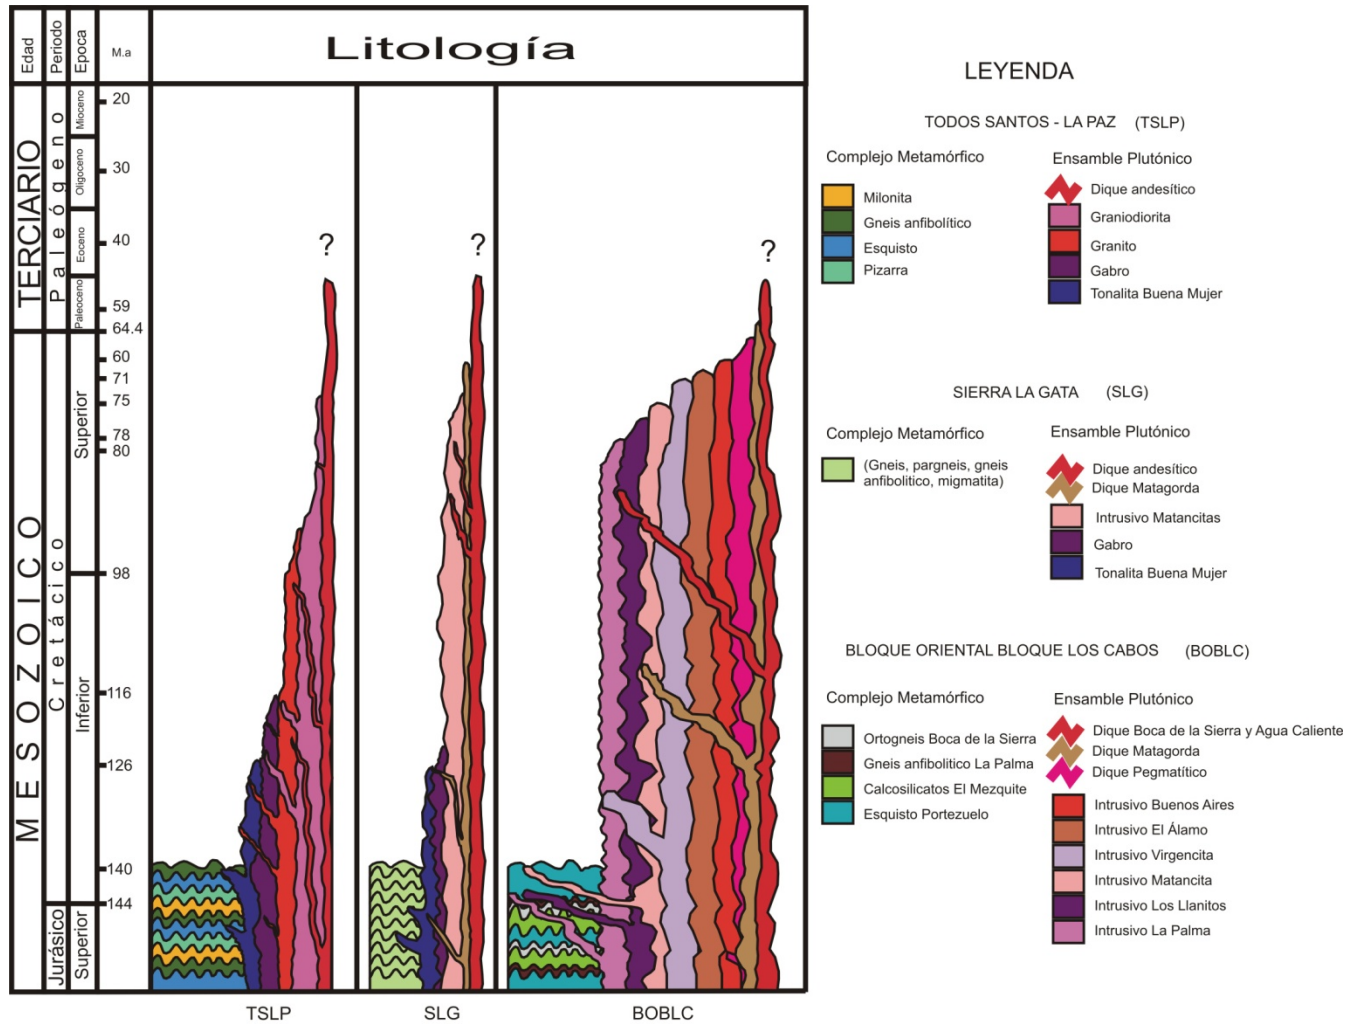 Edad
Periodo
Epoca
M.a
Litología
TERCIARIO
Paleógeno
Mioceno
Oligoceno
Eoceno
Paleoceno
MESOZOICO
Cretácico
Superior
Inferior
Jurásico
Superior
20
30
40
59
64.4
60
71
75
78
80
98
116
126
140
144
?
?
?
TSLP
SLG
BOBLC
LEYENDA
TODOS SANTOS - LA PAZ (TSLP)
Complejo Metamórfico
Milonita
Gneis anfibolítico
Esquisto
Pizarra
Ensamble Plutónico
Dique andesítico
Graniodiorita
Granito
Gabro
Tonalita Buena Mujer
SIERRA LA GATA (SLG)
Complejo Metamórfico
(Gneis, pargneis, gneis
anfibolitico, migmatita)
Ensamble Plutónico
Dique andesítico
Dique Matagorda
Intrusivo Matancitas
Gabro
Tonalita Buena Mujer
BLOQUE ORIENTAL BLOQUE LOS CABOS (BOBLC)
Complejo Metamórfico
Ortogneis Boca de la Sierra
Gneis anfibolitico La Palma
Calcosilicatos El Mezquite
Esquisto Portezuelo
Ensamble Plutónico
Dique Boca de la Sierra y Agua Caliente
Dique Matagorda
Dique Pegmatítico
Intrusivo Buenos Aires
Intrusivo El Álamo
Intrusivo Virgencita
Intrusivo Matancita
Intrusivo Los Llanitos
Intrusivo La Palma